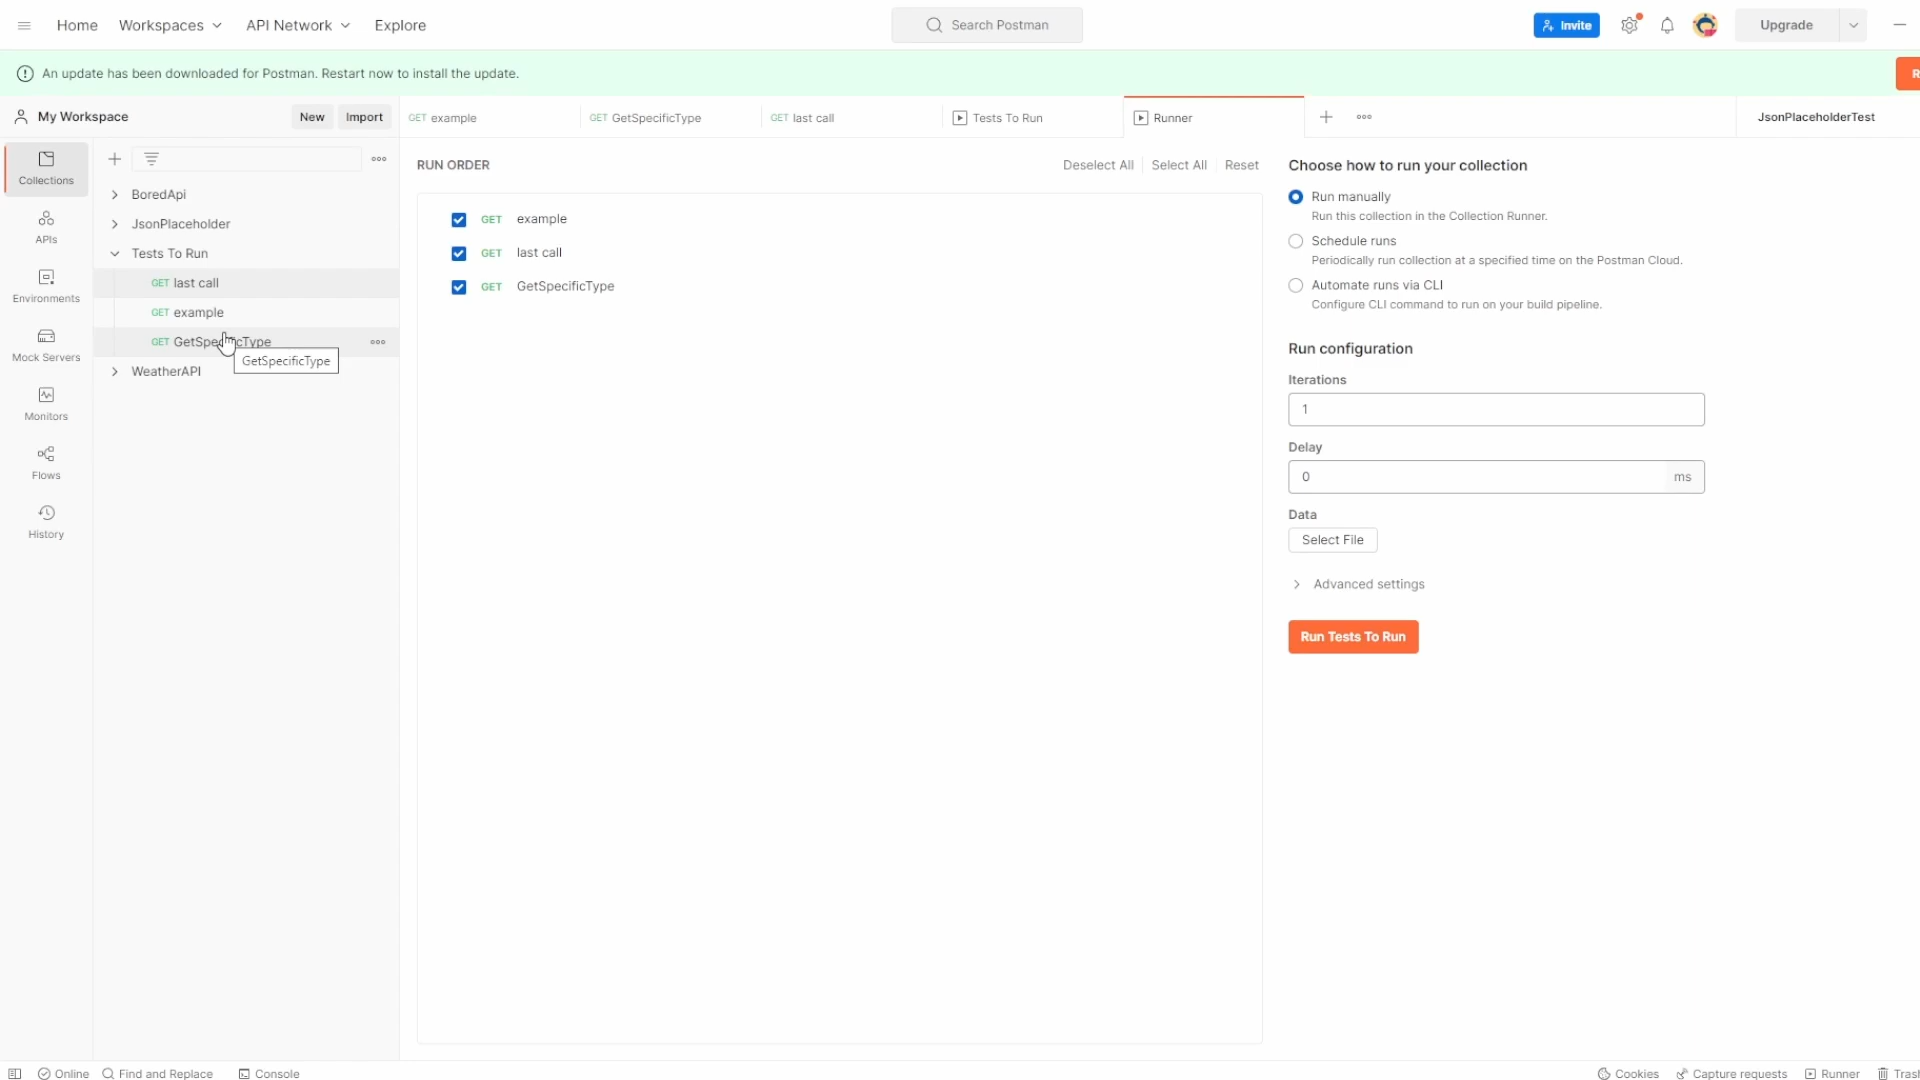 Home Workspaces API Network Explore Search Postman Invite Upgrade
An update has been downloaded for Postman. Restart now to install the update.
My Workspace New Import GET example GET GetSpecificType GET last call Tests To Run Runner JsonPlaceholderTest
Collections
APIs
Environments
Mock Servers
Monitors
Flows
History
BoredApi
JsonPlaceholder
Tests To Run
GET last call
GET example
GET GetSpecificType
GetSpecificType
WeatherAPI
RUN ORDER Deselect All Select All Reset
GET example
GET last call
GET GetSpecificType
Choose how to run your collection
Run manually
Run this collection in the Collection Runner.
Schedule runs
Periodically run collection at a specified time on the Postman Cloud.
Automate runs via CLI
Configure CLI command to run on your build pipeline.
Run configuration
Iterations
1
Delay
0 ms
Data
Select File
Advanced settings
Run Tests To Run
Online Find and Replace Console Cookies Capture requests Runner